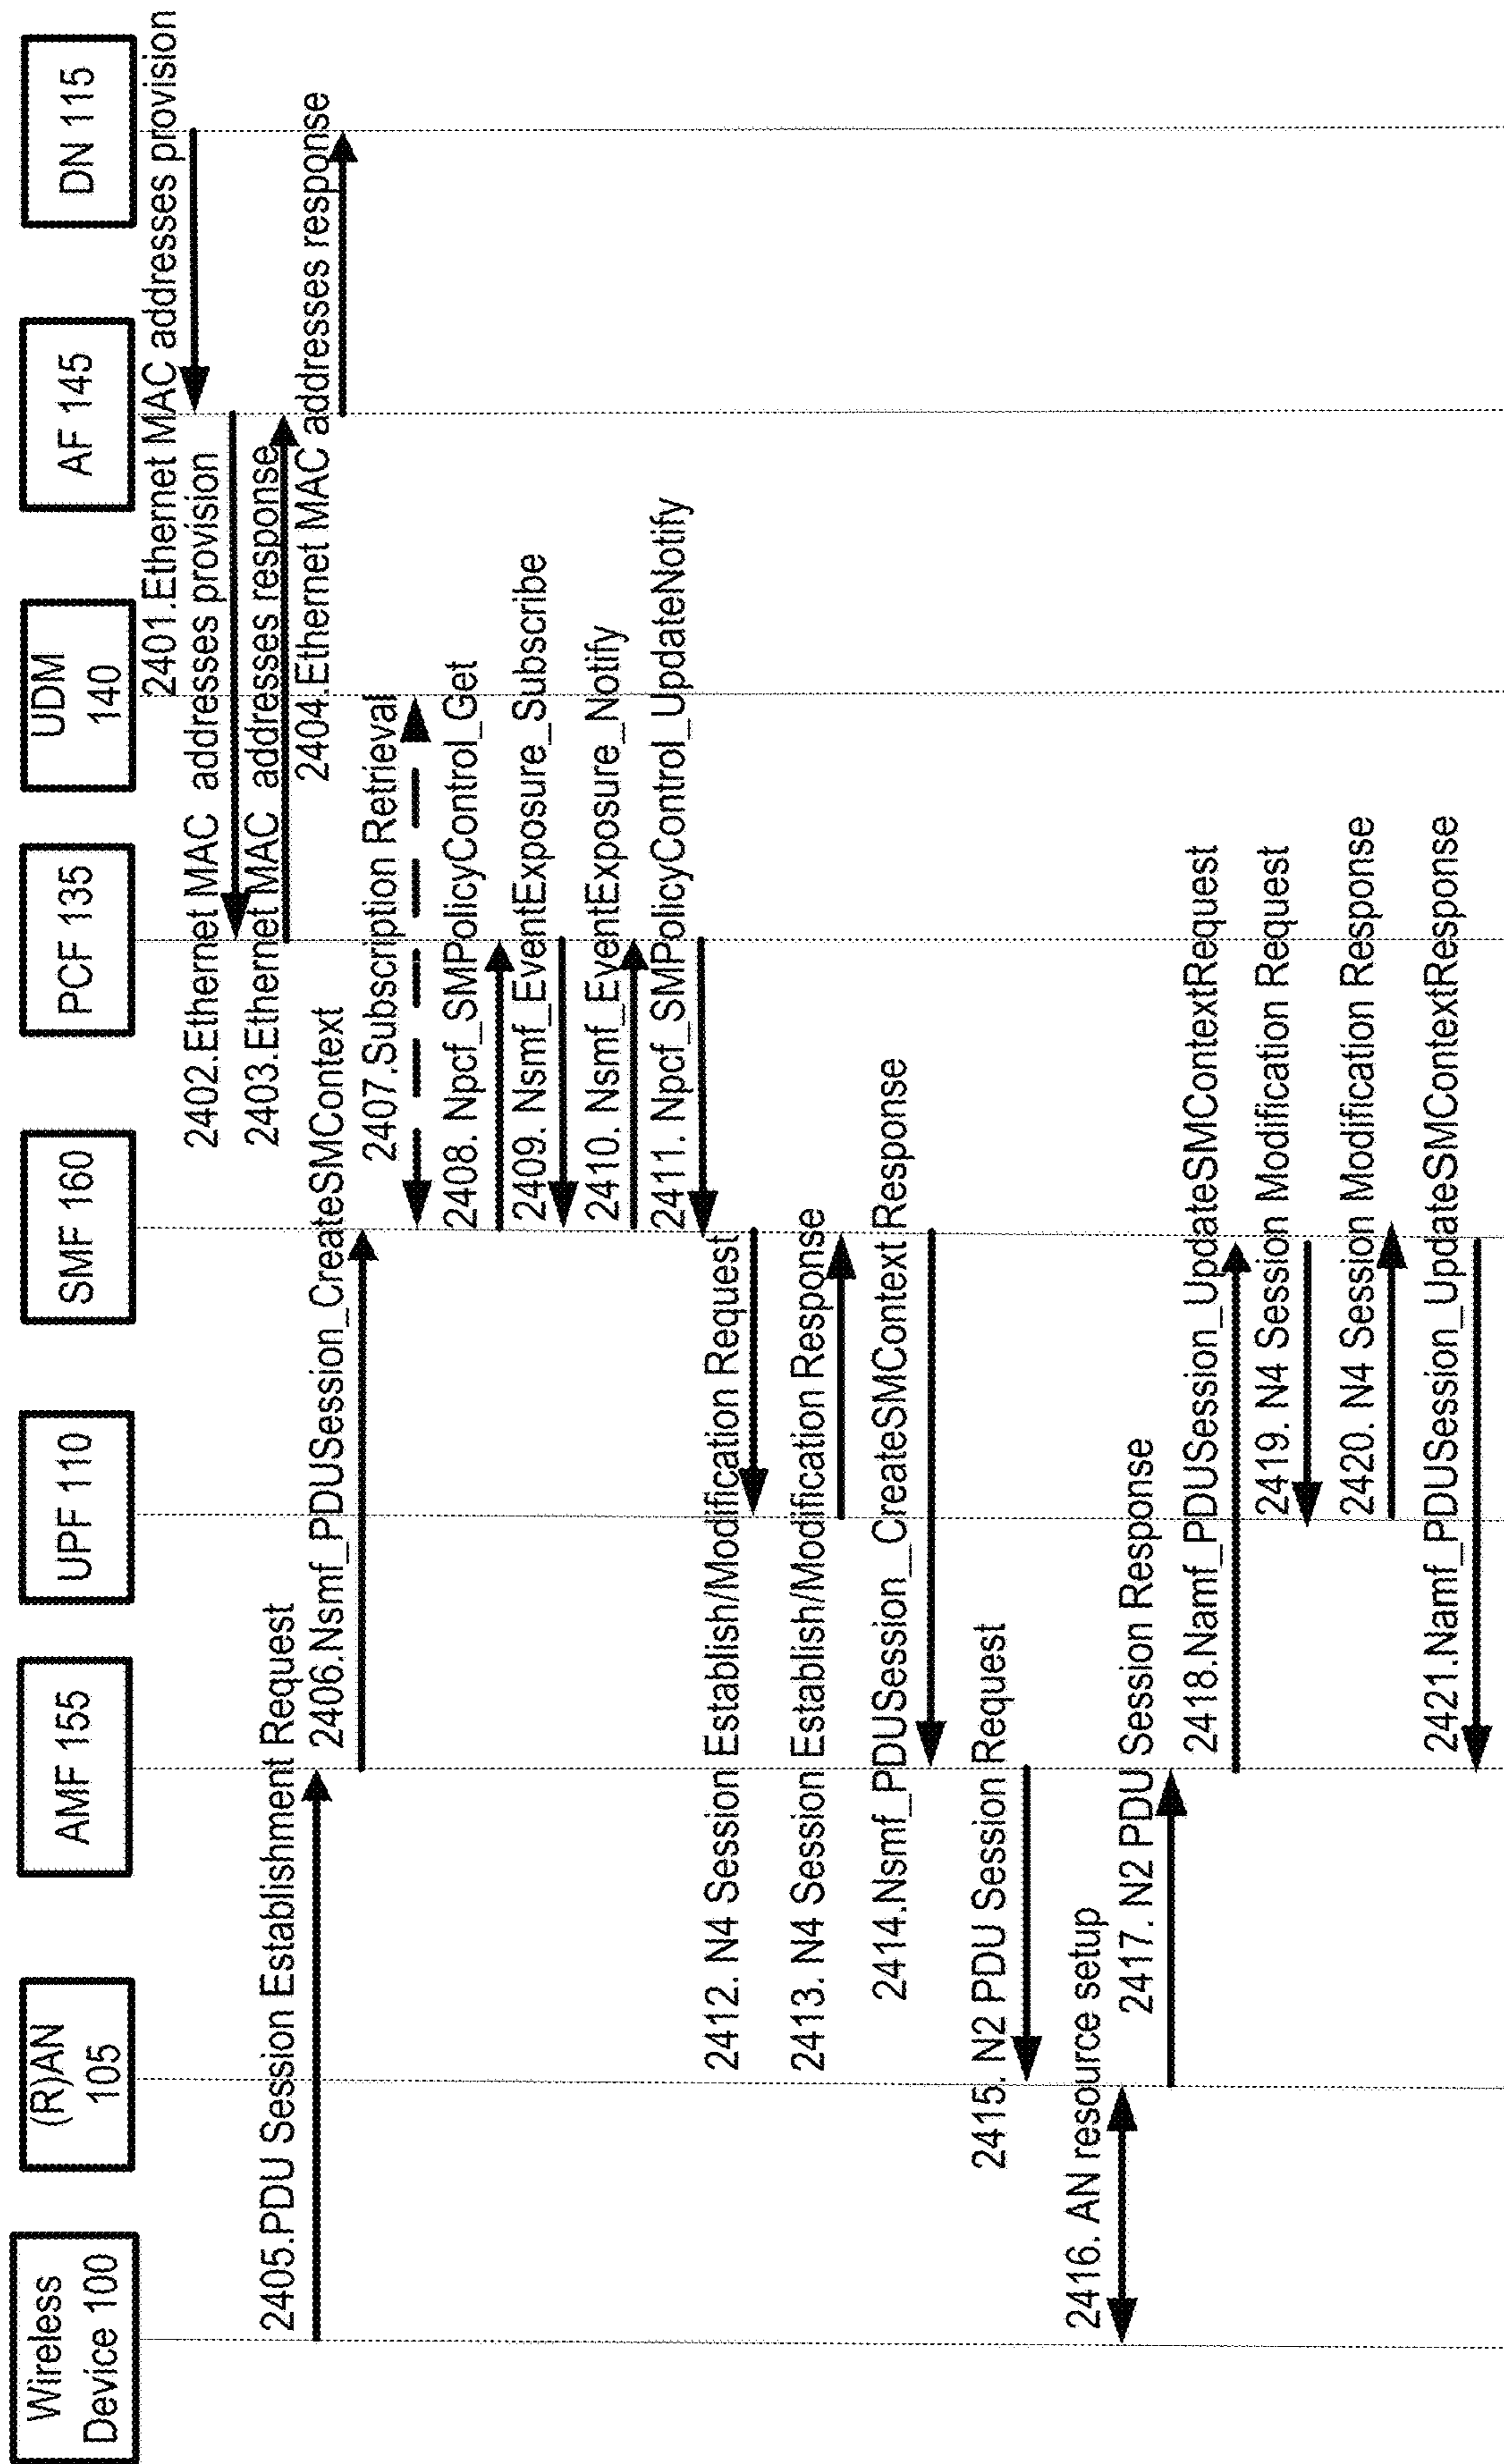 Wireless
Device 100
(R)AN
105
AMF 155
UPF 110
SMF 160
PCF 135
UDM
140
AF 145
DN 115
2401.Ethernet MAC addresses provision
2402.Ethernet MAC addresses provision
2403.Ethernet MAC addresses response
2404.Ethernet MAC addresses response
2405.PDU Session Establishment Request
2406.Nsmf_PDUSession_CreateSMContext
2407.Subscription Retrieval
2408. Npcf_SMPolicyControl_Get
2409. Nsmf_EventExposure_Subscribe
2410. Nsmf_EventExposure_Notify
2411. Npcf_SMPolicyControl_UpdateNotify
2412. N4 Session Establish/Modification Request
2413. N4 Session Establish/Modification Response
2414.Nsmf_PDUSession_CreateSMContext Response
2415. N2 PDU Session Request
2416. AN resource setup
2417. N2 PDU Session Response
2418.Namf_PDUSession_UpdateSMContextRequest
2419. N4 Session Modification Request
2420. N4 Session Modification Response
2421.Namf_PDUSession_UpdateSMContextResponse